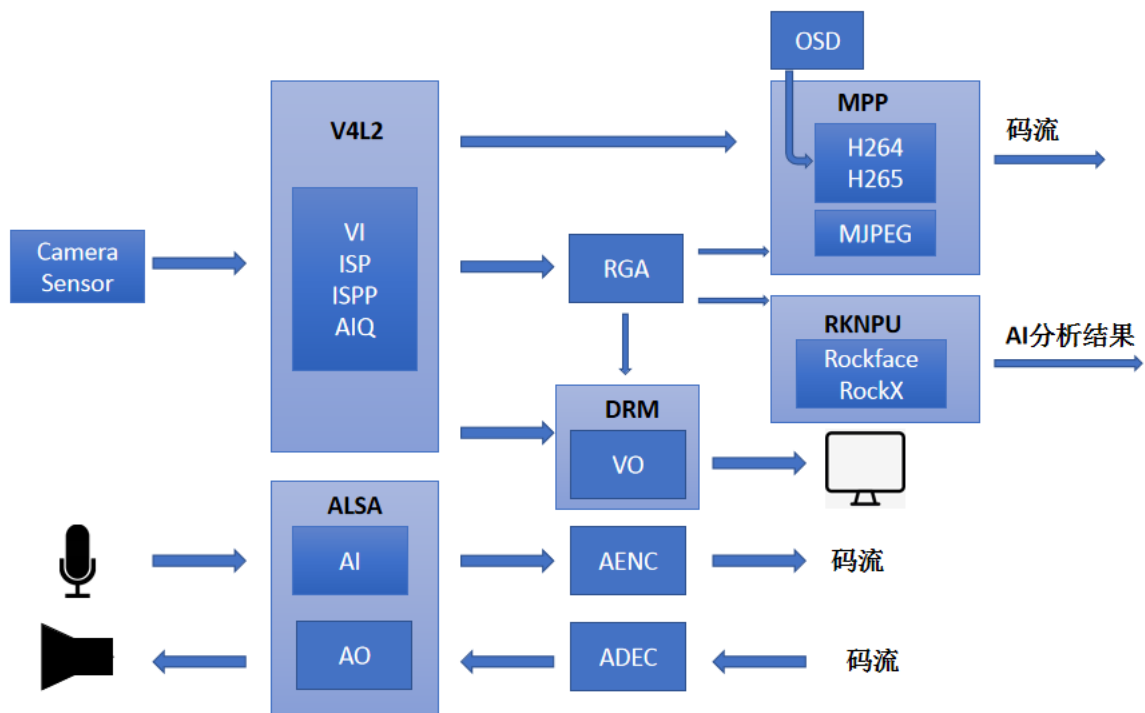 OSD
MPP
H264
H265
MJPEG
码流
V4L2
VI
ISP
ISPP
AIQ
Camera
Sensor
RGA
RKNPU
Rockface
RockX
AI分析结果
DRM
VO
ALSA
AI
AENC
码流
AO
ADEC
码流